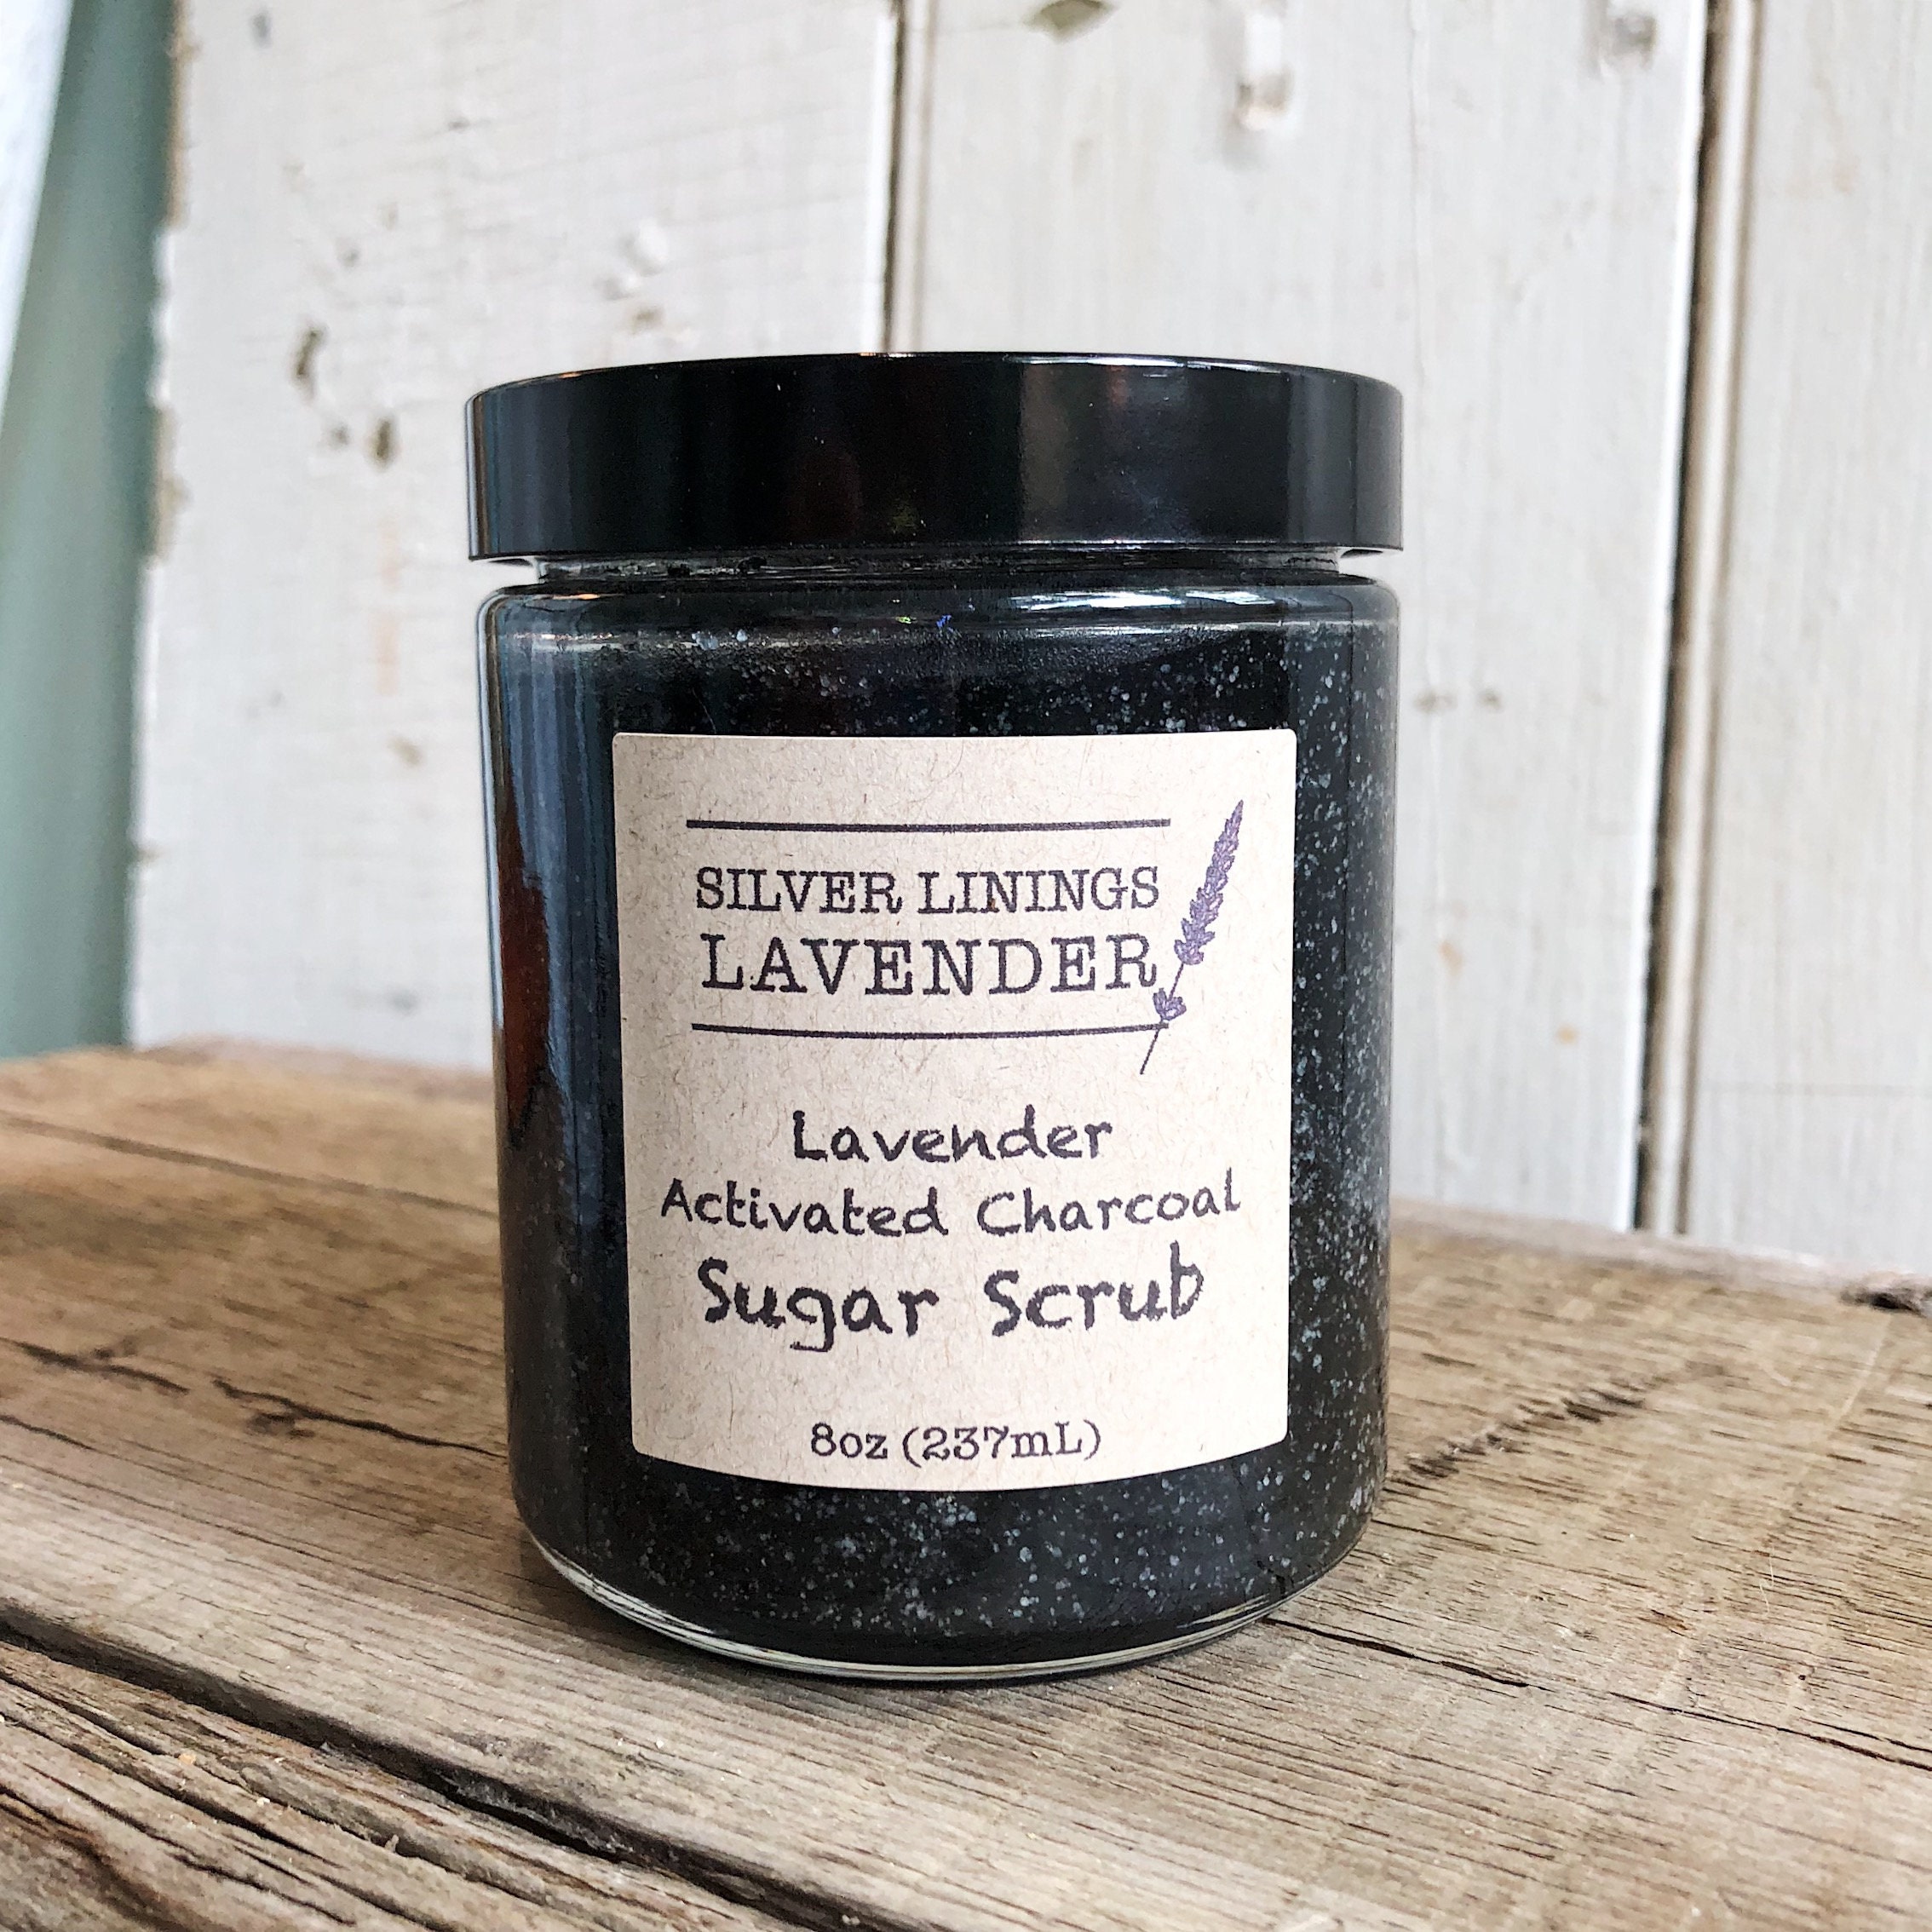 SILVER LININGS
LAVENDER
Lavender
Activated Charcoal
Sugar Scrub
8oz (237mL)